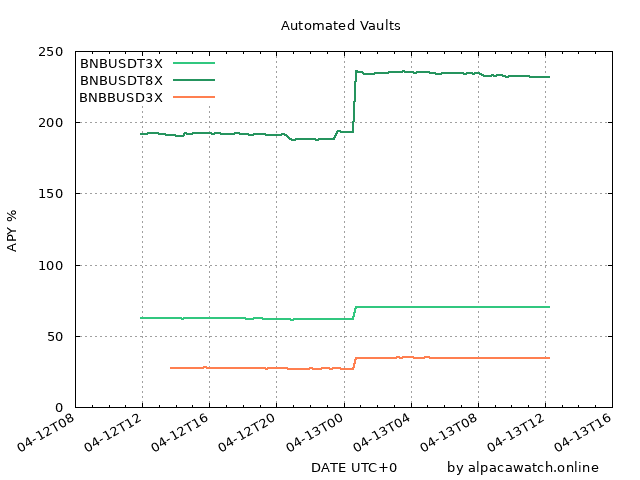 Automated Vaults
BNBUSDT3X
BNBUSDT8X
BNBBUSD3X
250
200
150
100
50
0
APY %
04-12T08
04-12T12
04-12T16
04-12T20
04-13T00
04-13T04
04-13T08
04-13T12
04-13T16
DATE UTC+0
by alpacawatch.online